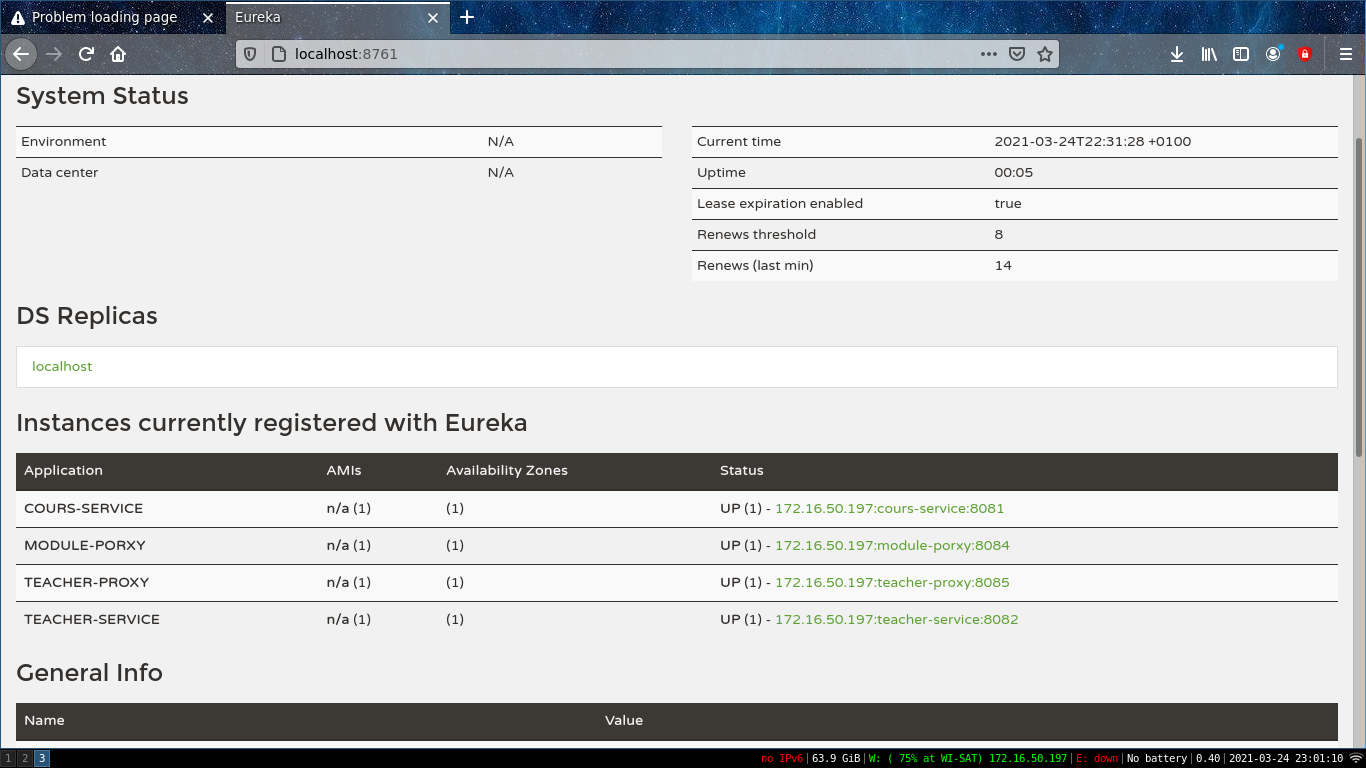 Problem loading page
Eureka
localhost:8761
System Status
Environment N/A
Data center N/A
Current time 2021-03-24T22:31:28 +0100
Uptime 00:05
Lease expiration enabled true
Renews threshold 8
Renews (last min) 14
DS Replicas
localhost
Instances currently registered with Eureka
Application AMIs Availability Zones Status
COURS-SERVICE n/a (1) (1) UP (1) - 172.16.50.197:cours-service:8081
MODULE-PORXY n/a (1) (1) UP (1) - 172.16.50.197:module-porxy:8084
TEACHER-PROXY n/a (1) (1) UP (1) - 172.16.50.197:teacher-proxy:8085
TEACHER-SERVICE n/a (1) (1) UP (1) - 172.16.50.197:teacher-service:8082
General Info
Name Value
1 2 3 no IPv6|63.9 GiB|W: ( 75% at WI-SAT) 172.16.50.197|E: down|No battery|0.40|2021-03-24 23:01:10